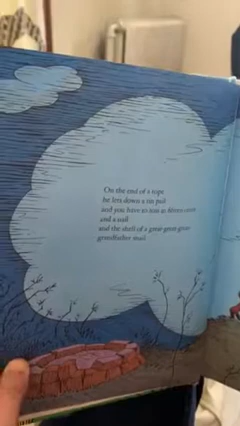 On the end of a rope
he lets down a tin pail
and you have to toss in fifteen cents
and a nail
and the shell of a great-great-great
grandfather snail.